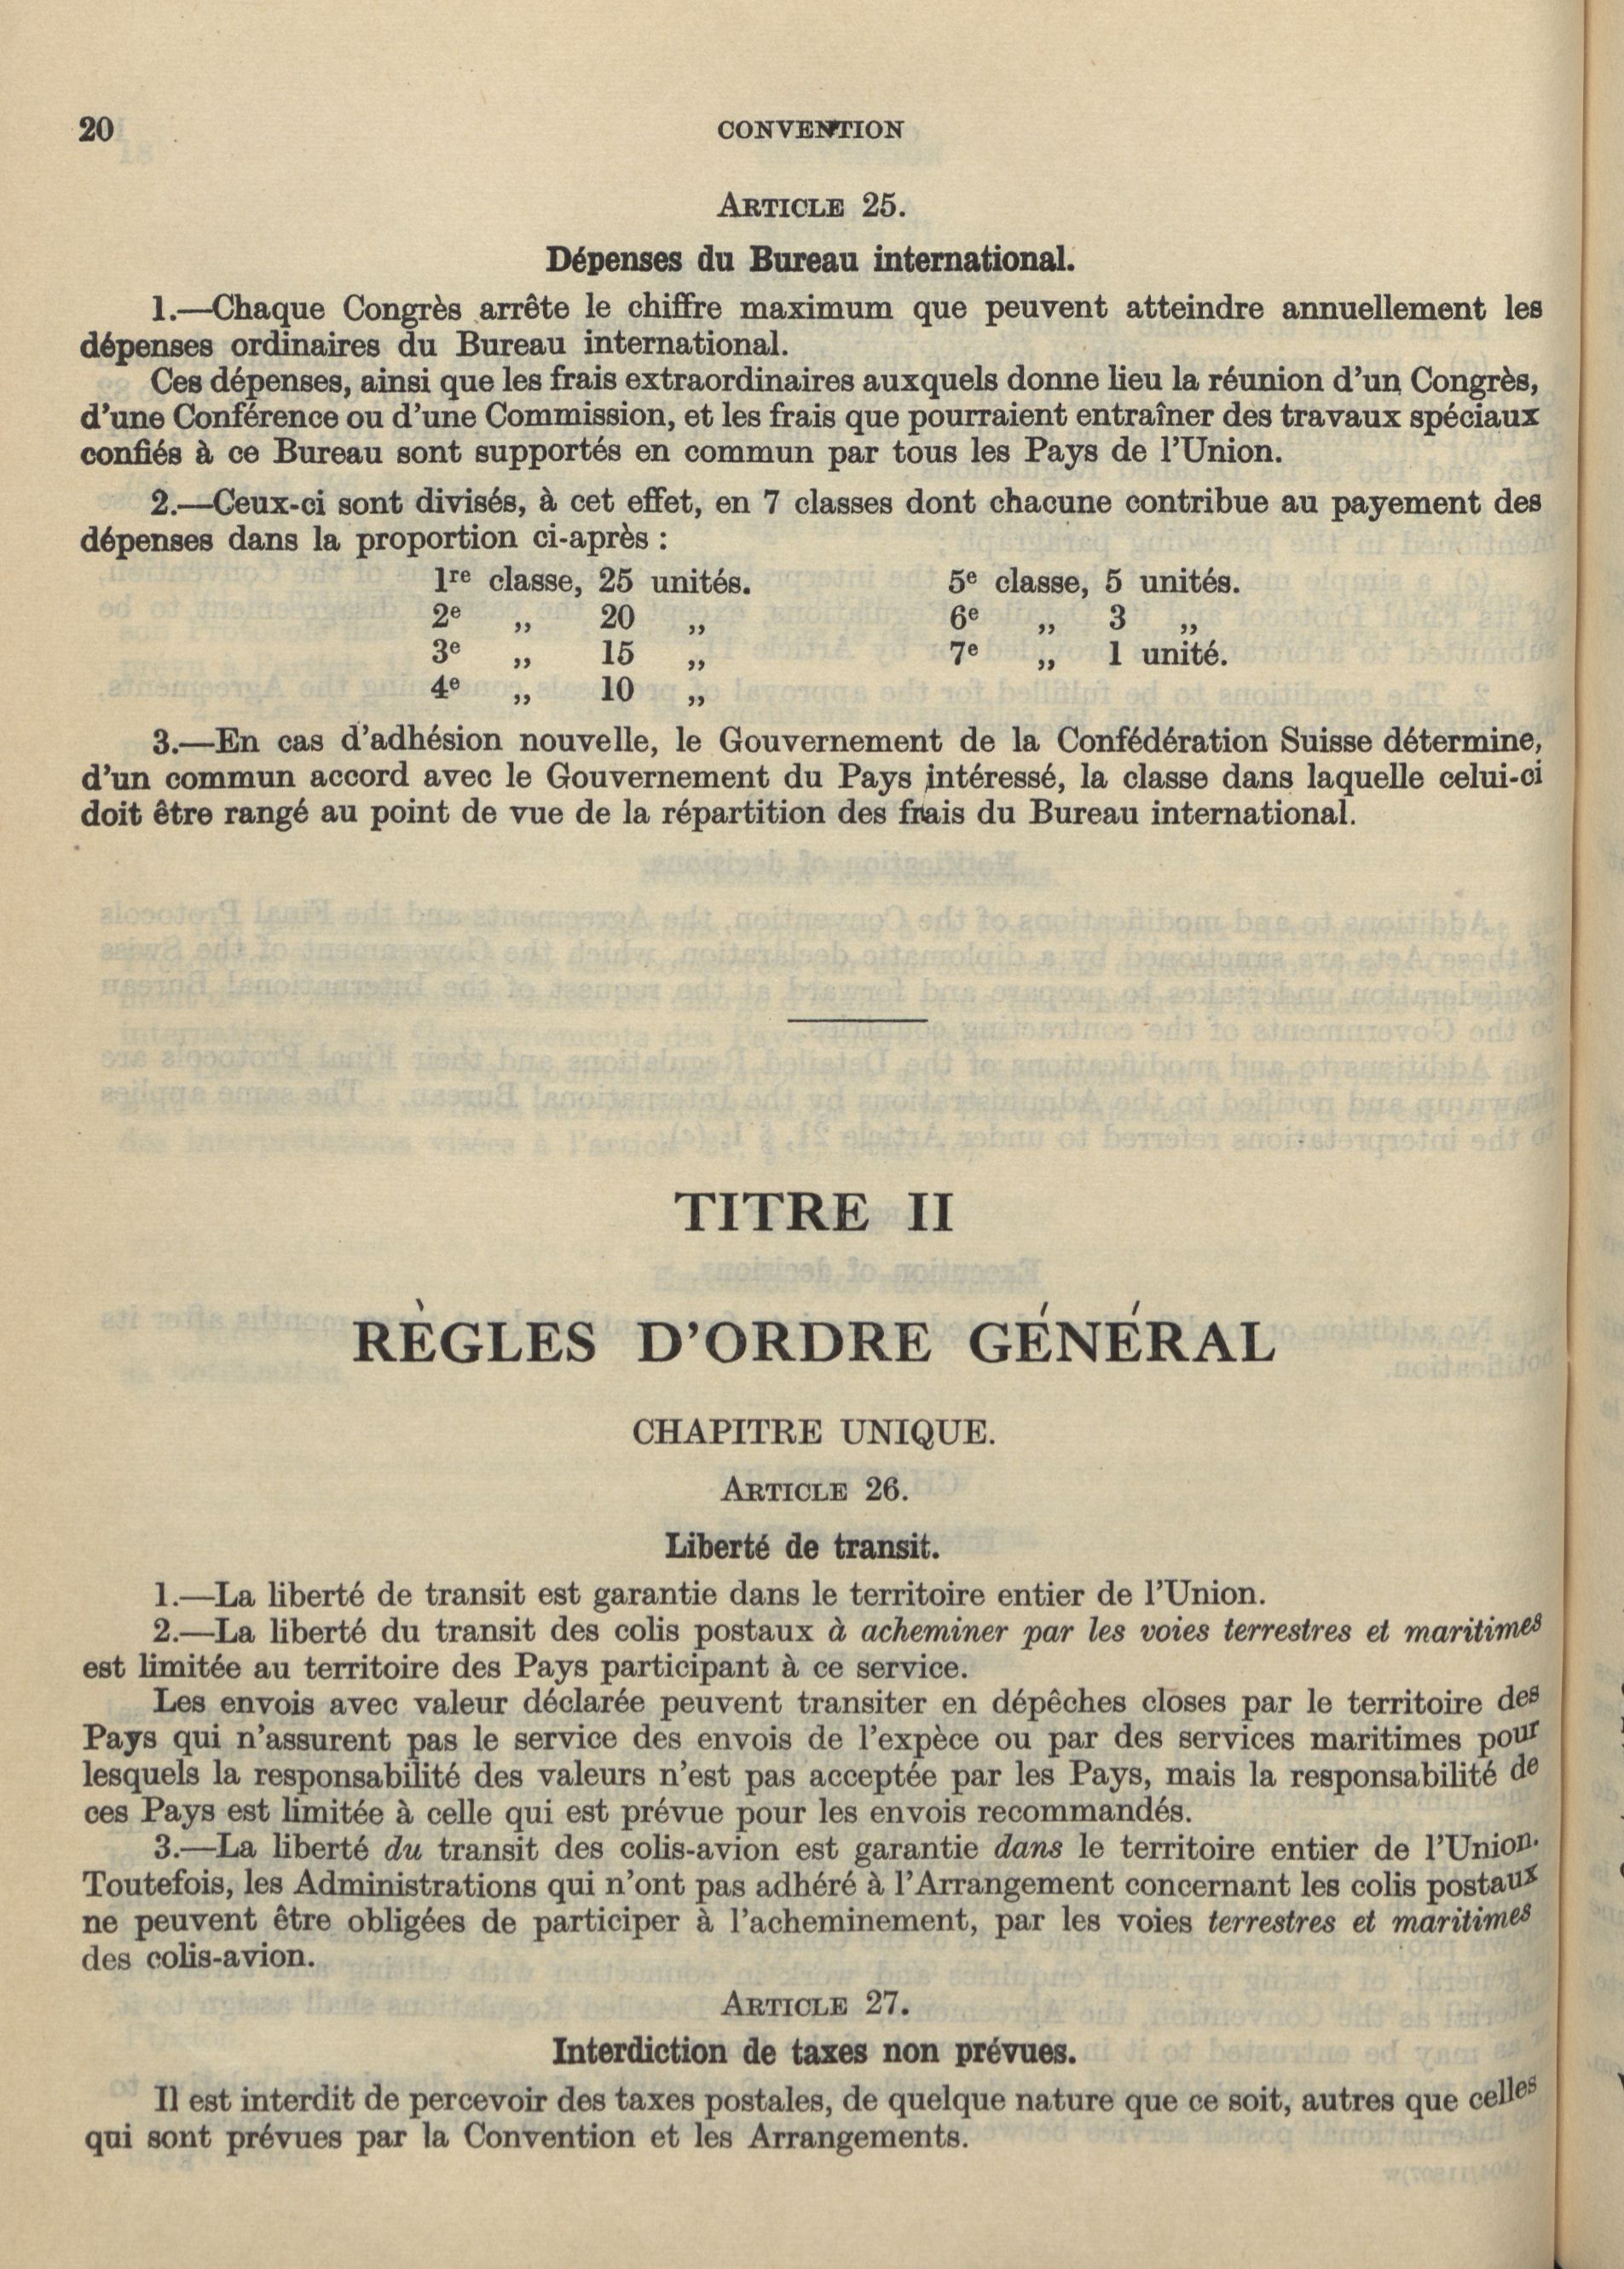 20
CONVENTION
ARTICLE 25.
Dépenses du Bureau international.
1.—Chaque Congrès arrête le chiffre maximum que peuvent atteindre annuellement les
dépenses ordinaires du Bureau international.
Ces dépenses, ainsi que les frais extraordinaires auxquels donne lieu la réunion d'un Congrès,
d'une Conférence ou d'une Commission, et les frais que pourraient entraîner des travaux spéciaux
confiés à ce Bureau sont supportés en commun par tous les Pays de l'Union.
2.—Ceux-ci sont divisés, à cet effet, en 7 classes dont chacune contribue au payement des
dépenses dans la proportion ci-après :
1re classe, 25 unités. 5e classe, 5 unités.
2e „ 20 „ 6e „ 3 „
3e „ 15 „ 7e „ 1 unité.
4e „ 10 „
3.—En cas d'adhésion nouvelle, le Gouvernement de la Confédération Suisse détermine,
d'un commun accord avec le Gouvernement du Pays intéressé, la classe dans laquelle celui-ci
doit être rangé au point de vue de la répartition des frais du Bureau international.
TITRE II
RÈGLES D'ORDRE GÉNÉRAL
CHAPITRE UNIQUE.
ARTICLE 26.
Liberté de transit.
1.—La liberté de transit est garantie dans le territoire entier de l'Union.
2.—La liberté du transit des colis postaux à acheminer par les voies terrestres et maritimes
est limitée au territoire des Pays participant à ce service.
Les envois avec valeur déclarée peuvent transiter en dépêches closes par le territoire des
Pays qui n'assurent pas le service des envois de l'expèce ou par des services maritimes pour
lesquels la responsabilité des valeurs n'est pas acceptée par les Pays, mais la responsabilité de
ces Pays est limitée à celle qui est prévue pour les envois recommandés.
3.—La liberté du transit des colis-avion est garantie dans le territoire entier de l'Union.
Toutefois, les Administrations qui n'ont pas adhéré à l'Arrangement concernant les colis postaux
ne peuvent être obligées de participer à l'acheminement, par les voies terrestres et maritimes
des colis-avion.
ARTICLE 27.
Interdiction de taxes non prévues.
Il est interdit de percevoir des taxes postales, de quelque nature que ce soit, autres que celles
qui sont prévues par la Convention et les Arrangements.